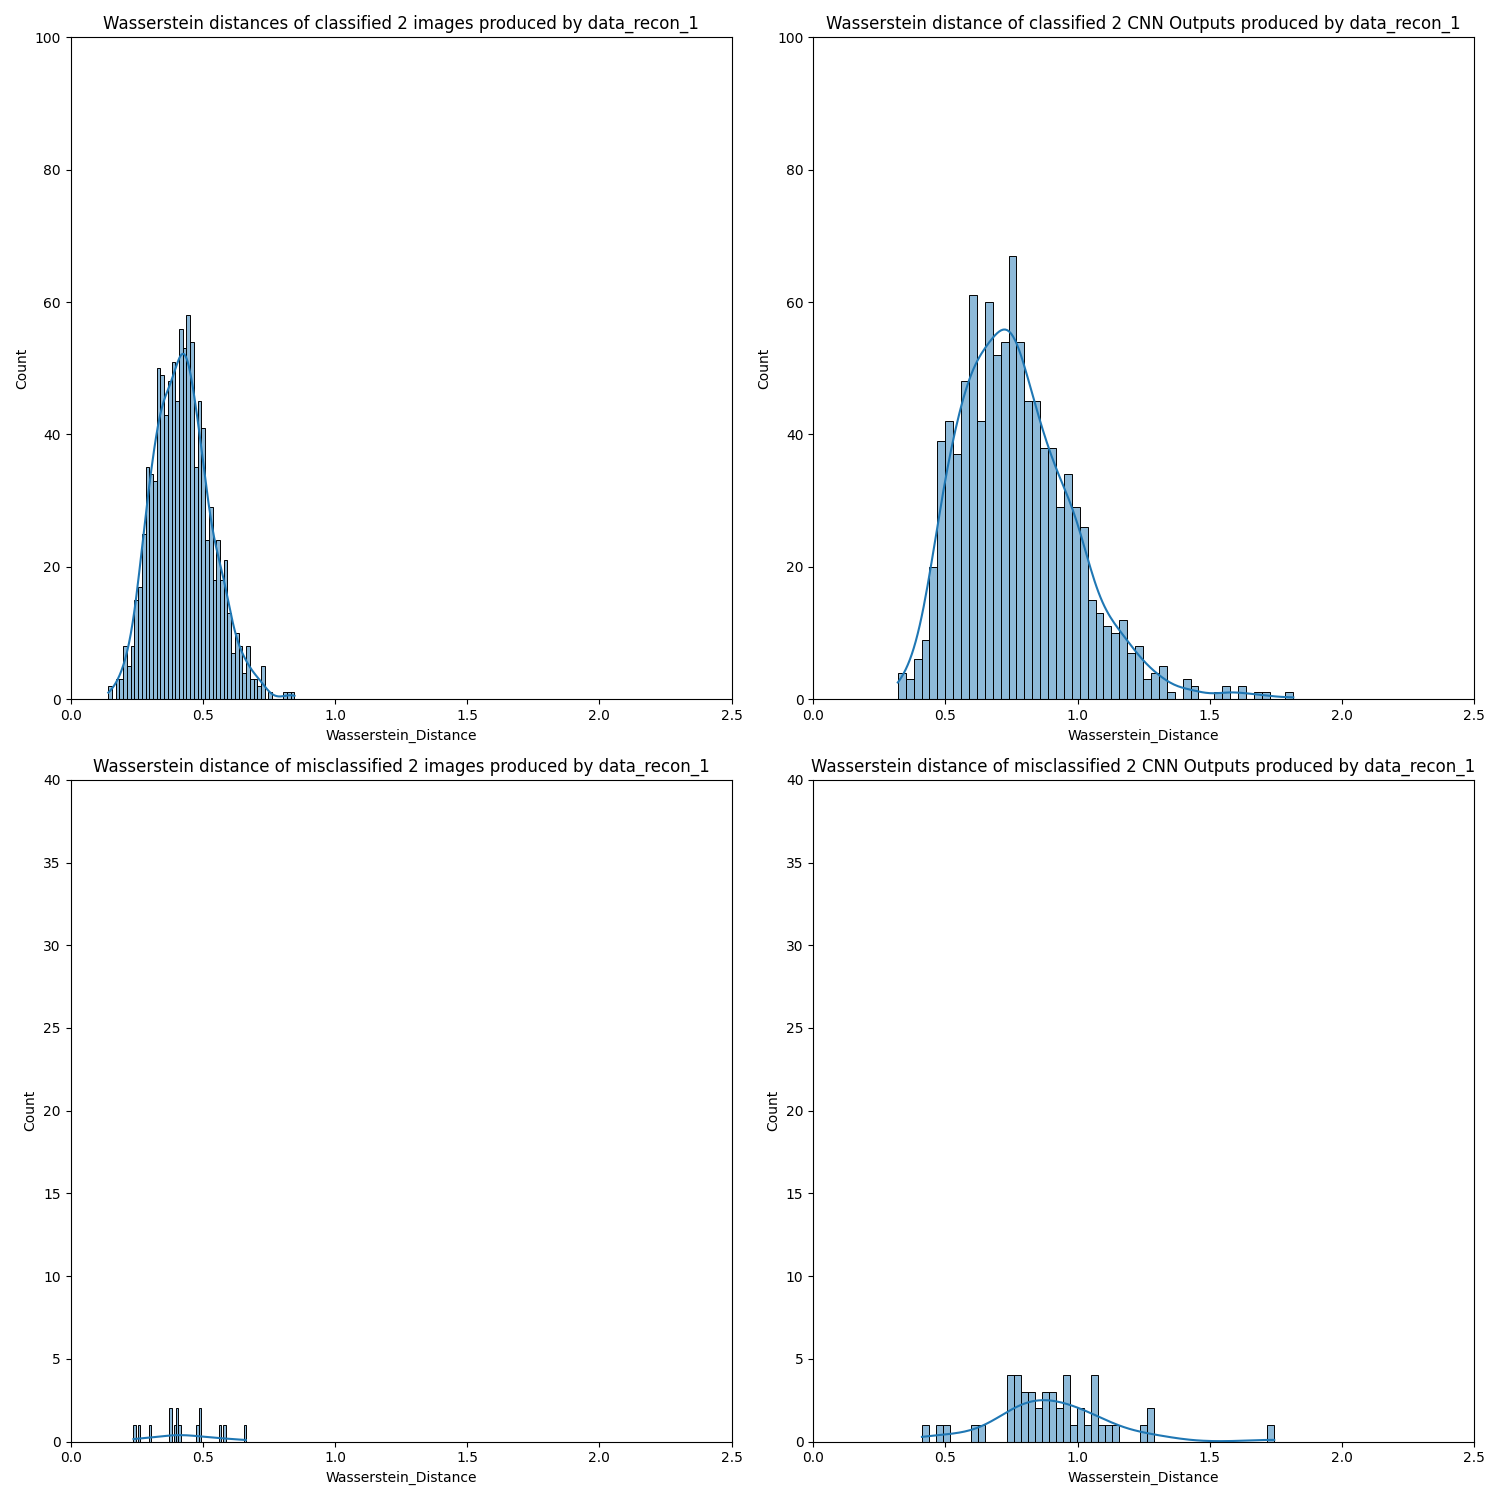 Wasserstein distances of classified 2 images produced by data_recon_1
100
80
60
40
20
0
Count
0.0 0.5 1.0 1.5 2.0 2.5
Wasserstein_Distance
Wasserstein distance of classified 2 CNN Outputs produced by data_recon_1
100
80
60
40
20
0
Count
0.0 0.5 1.0 1.5 2.0 2.5
Wasserstein_Distance
Wasserstein distance of misclassified 2 images produced by data_recon_1
40
35
30
25
20
15
10
5
0
Count
0.0 0.5 1.0 1.5 2.0 2.5
Wasserstein_Distance
Wasserstein distance of misclassified 2 CNN Outputs produced by data_recon_1
40
35
30
25
20
15
10
5
0
Count
0.0 0.5 1.0 1.5 2.0 2.5
Wasserstein_Distance